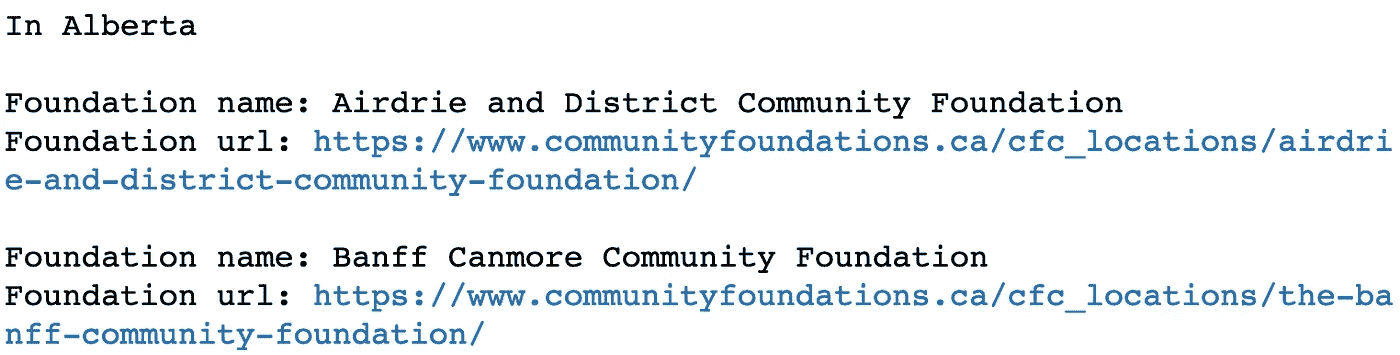 In Alberta
Foundation name: Airdrie and District Community Foundation
Foundation url: https://www.communityfoundations.ca/cfc_locations/airdri
e-and-district-community-foundation/
Foundation name: Banff Canmore Community Foundation
Foundation url: https://www.communityfoundations.ca/cfc_locations/the-ba
nff-community-foundation/